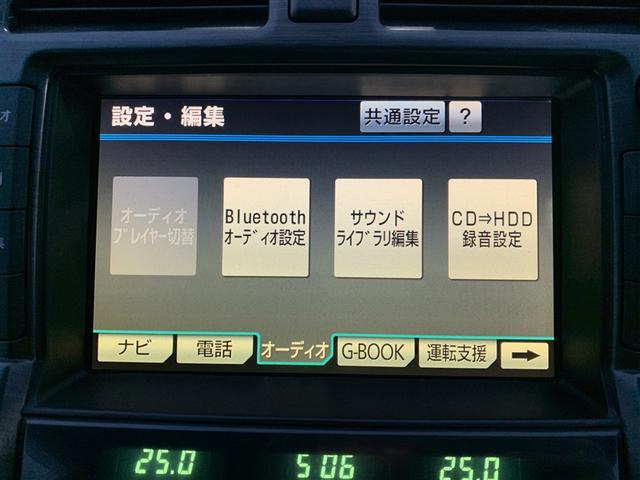 設定・編集
共通設定
?
オーディオ
プレイヤー切替
Bluetooth
オーディオ設定
サウンド
ライブラリ編集
CD⇒HDD
録音設定
ナビ
電話
オーディオ
G-BOOK
運転支援
25.0
5 06
25.0
オ
集